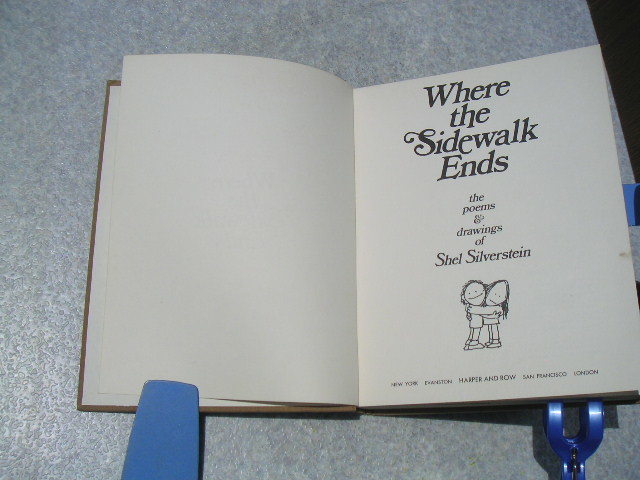 Where
the
Sidewalk
Ends
the
poems
&
drawings
of
Shel Silverstein
NEW YORK EVANSTON HARPER AND ROW SAN FRANCISCO LONDON